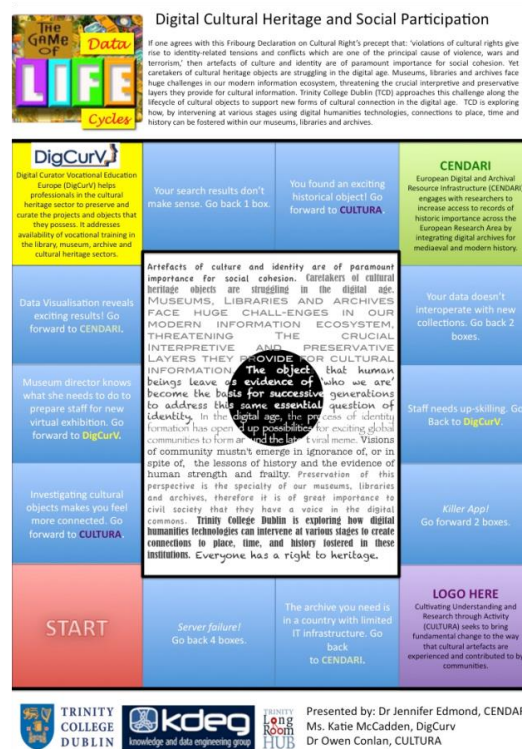 THE
GAME
OF
Data
LIFE
Cycles
Digital Cultural Heritage and Social Participation
If one agrees with this Fribourg Declaration on Cultural Right's precept that: 'violations of cultural rights give
rise to identity-related tensions and conflicts which are one of the principal cause of violence, wars and
terrorism,' then artefacts of culture and identity are of paramount importance for social cohesion. Yet
caretakers of cultural heritage objects are struggling in the digital age. Museums, libraries and archives face
huge challenges in our modern information ecosystem, threatening the crucial interpretive and preservative
layers they provide for cultural information. Trinity College Dublin (TCD) approaches this challenge along the
lifecycle of cultural objects to support new forms of cultural connection in the digital age. TCD is exploring
how, by intervening at various stages using digital humanities technologies, connections to place, time and
history can be fostered within our museums, libraries and archives.
DigCurV
Digital Curator Vocational Education
Europe (DigCurV) helps
professionals in the cultural
heritage sector to preserve and
curate the projects and objects that
they possess. It addresses
availability of vocational training in
the library, museum, archive and
cultural heritage sectors.
Your search results don't
make sense. Go back 1 box.
You found an exciting
historical object! Go
forward to CULTURA.
CENDARI
European Digital and Archival
Resource Infrastructure (CENDARI)
engages with researchers to
increase access to records of
historic importance across the
European Research Area by
integrating digital archives for
mediaeval and modern history.
Data Visualisation reveals
exciting results! Go
forward to CENDARI.
Museum director knows
what she needs to do to
prepare staff for new
virtual exhibition. Go
forward to DigCurV.
Investigating cultural
objects makes you feel
more connected. Go
forward to CULTURA.
Artefacts of culture and identity are of paramount
importance for social cohesion. Caretakers of cultural
heritage objects are struggling in the digital age.
MUSEUMS, LIBRARIES AND ARCHIVES
FACE HUGE CHALL-ENGES IN OUR
MODERN INFORMATION ECOSYSTEM,
THREATENING THE CRUCIAL
INTERPRETIVE AND PRESERVATIVE
LAYERS THEY PROVIDE FOR CULTURAL
INFORMATION. The object that human
beings leave as evidence of 'who we are'
become the basis for successive generations
to address this same essential question of
identity. In the digital age, the process of identity
formation has opened up possibilities for exciting global
communities to form around the latest viral meme. Visions
of community mustn't emerge in ignorance of, or in
spite of, the lessons of history and the evidence of
human strength and frailty. Preservation of this
perspective is the specialty of our museums, libraries
and archives, therefore it is of great importance to
civil society that they have a voice in the digital
commons. Trinity College Dublin is exploring how digital
humanities technologies can intervene at various stages to create
connections to place, time, and history fostered in these
institutions. Everyone has a right to heritage.
Your data doesn't
interoperate with new
collections. Go back 2
boxes.
Staff needs up-skilling. Go
Back to DigCurV.
Killer App!
Go forward 2 boxes.
START
Server failure!
Go back 4 boxes.
The archive you need is
in a country with limited
IT infrastructure. Go
back
to CENDARI.
LOGO HERE
Cultivating Understanding and
Research through Activity
(CULTURA) seeks to bring
fundamental change to the way
that cultural artefacts are
experienced and contributed to by
communities.
TRINITY
COLLEGE
DUBLIN
kdeg
knowledge and data engineering group
TRINITY
Long
Room
HUB
Presented by: Dr Jennifer Edmond, CENDAR
Ms. Katie McCadden, DigCurv
Dr Owen Conlan, CULTURA